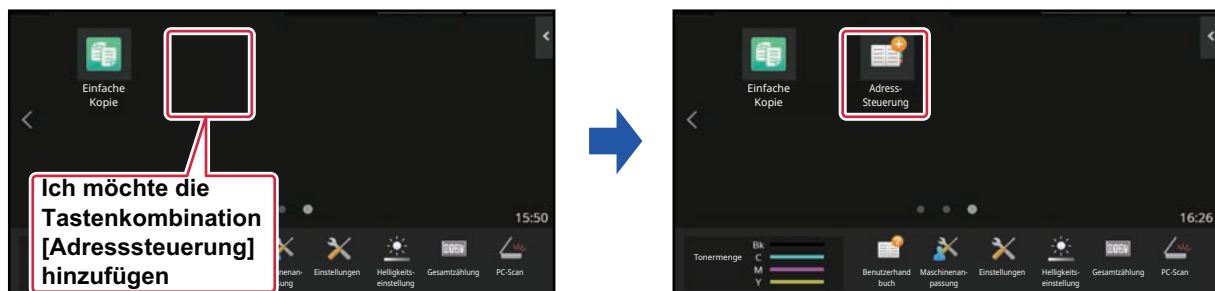 Einfache
Kopie
Ich möchte die
Tastenkombination
[Adresssteuerung]
hinzufügen
15:50
Einstellungen
Helligkeits-
einstellung
Gesamtzählung
PC-Scan
Einfache
Kopie
Adress-
Steuerung
16:26
Tonermenge
Bk
C
M
Y
Benutzerhand
buch
Maschinenan-
passung
Einstellungen
Helligkeits-
einstellung
Gesamtzählung
PC-Scan